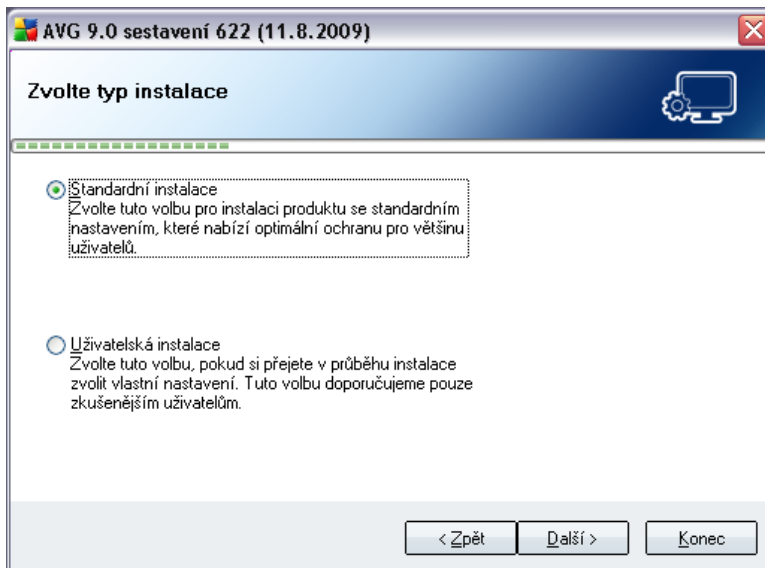 AVG 9.0 sestavení 622 (11.8.2009)
Zvolte typ instalace
Standardní instalace
Zvolte tuto volbu pro instalaci produktu se standardním
nastavením, které nabízí optimální ochranu pro většinu
uživatelů.
Uživatelská instalace
Zvolte tuto volbu, pokud si přejete v průběhu instalace
zvolit vlastní nastavení. Tuto volbu doporučujeme pouze
zkušenějším uživatelům.
< Zpět Další > Konec